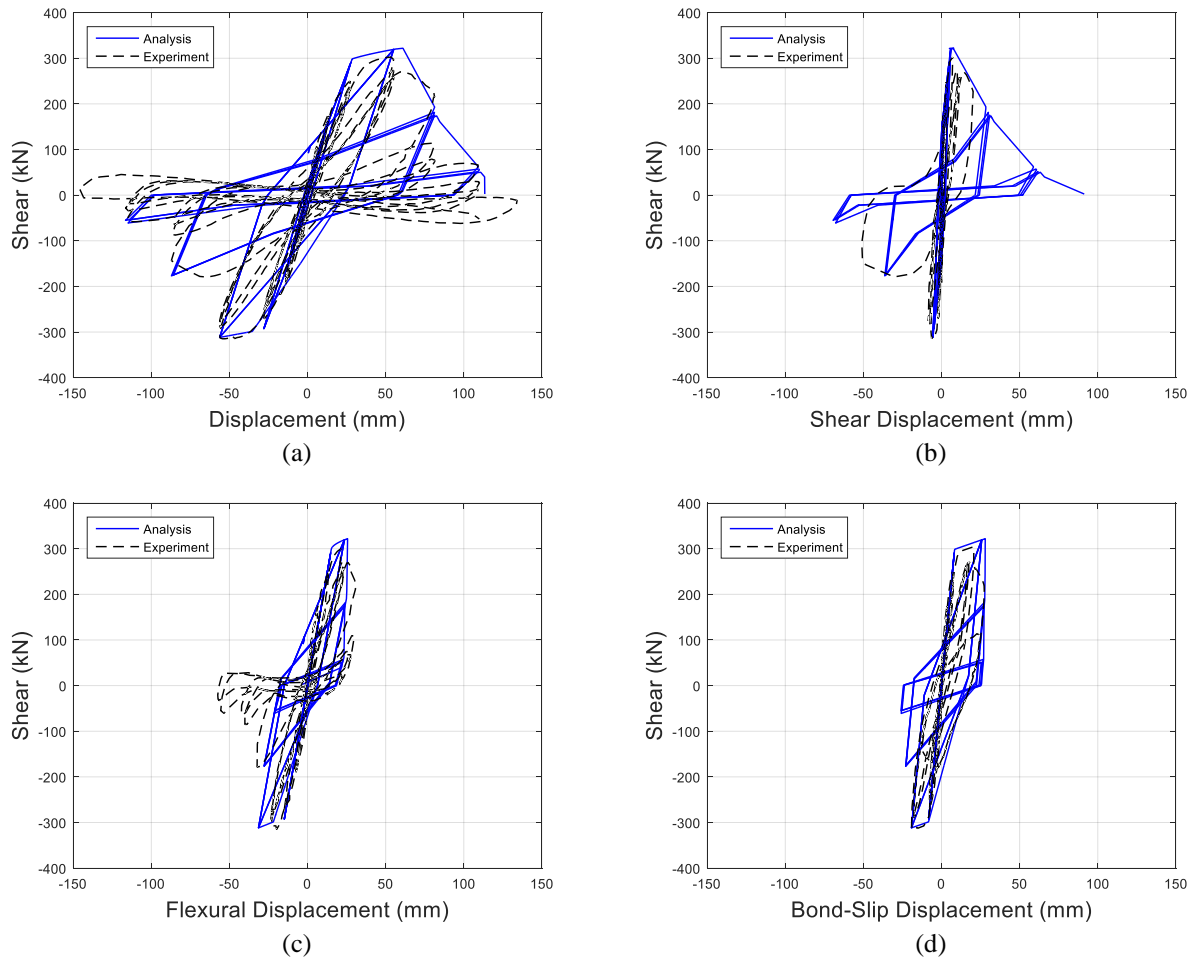 400
300
200
100
0
-100
-200
-300
-400
Shear (kN)
Analysis
Experiment
-150 -100 -50 0 50 100 150
Displacement (mm)
(a)
400
300
200
100
0
-100
-200
-300
-400
Shear (kN)
Analysis
Experiment
-150 -100 -50 0 50 100 150
Shear Displacement (mm)
(b)
400
300
200
100
0
-100
-200
-300
-400
Shear (kN)
Analysis
Experiment
-150 -100 -50 0 50 100 150
Flexural Displacement (mm)
(c)
400
300
200
100
0
-100
-200
-300
-400
Shear (kN)
Analysis
Experiment
-150 -100 -50 0 50 100 150
Bond-Slip Displacement (mm)
(d)